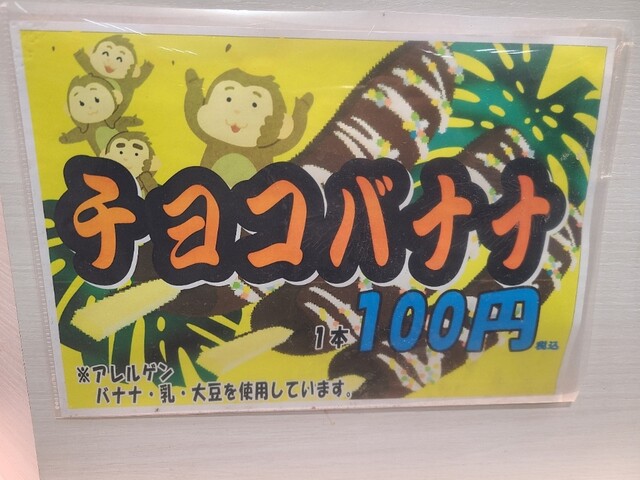 チョコバナナ
1本 100円 税込
※アレルゲン
バナナ・乳・大豆を使用しています。